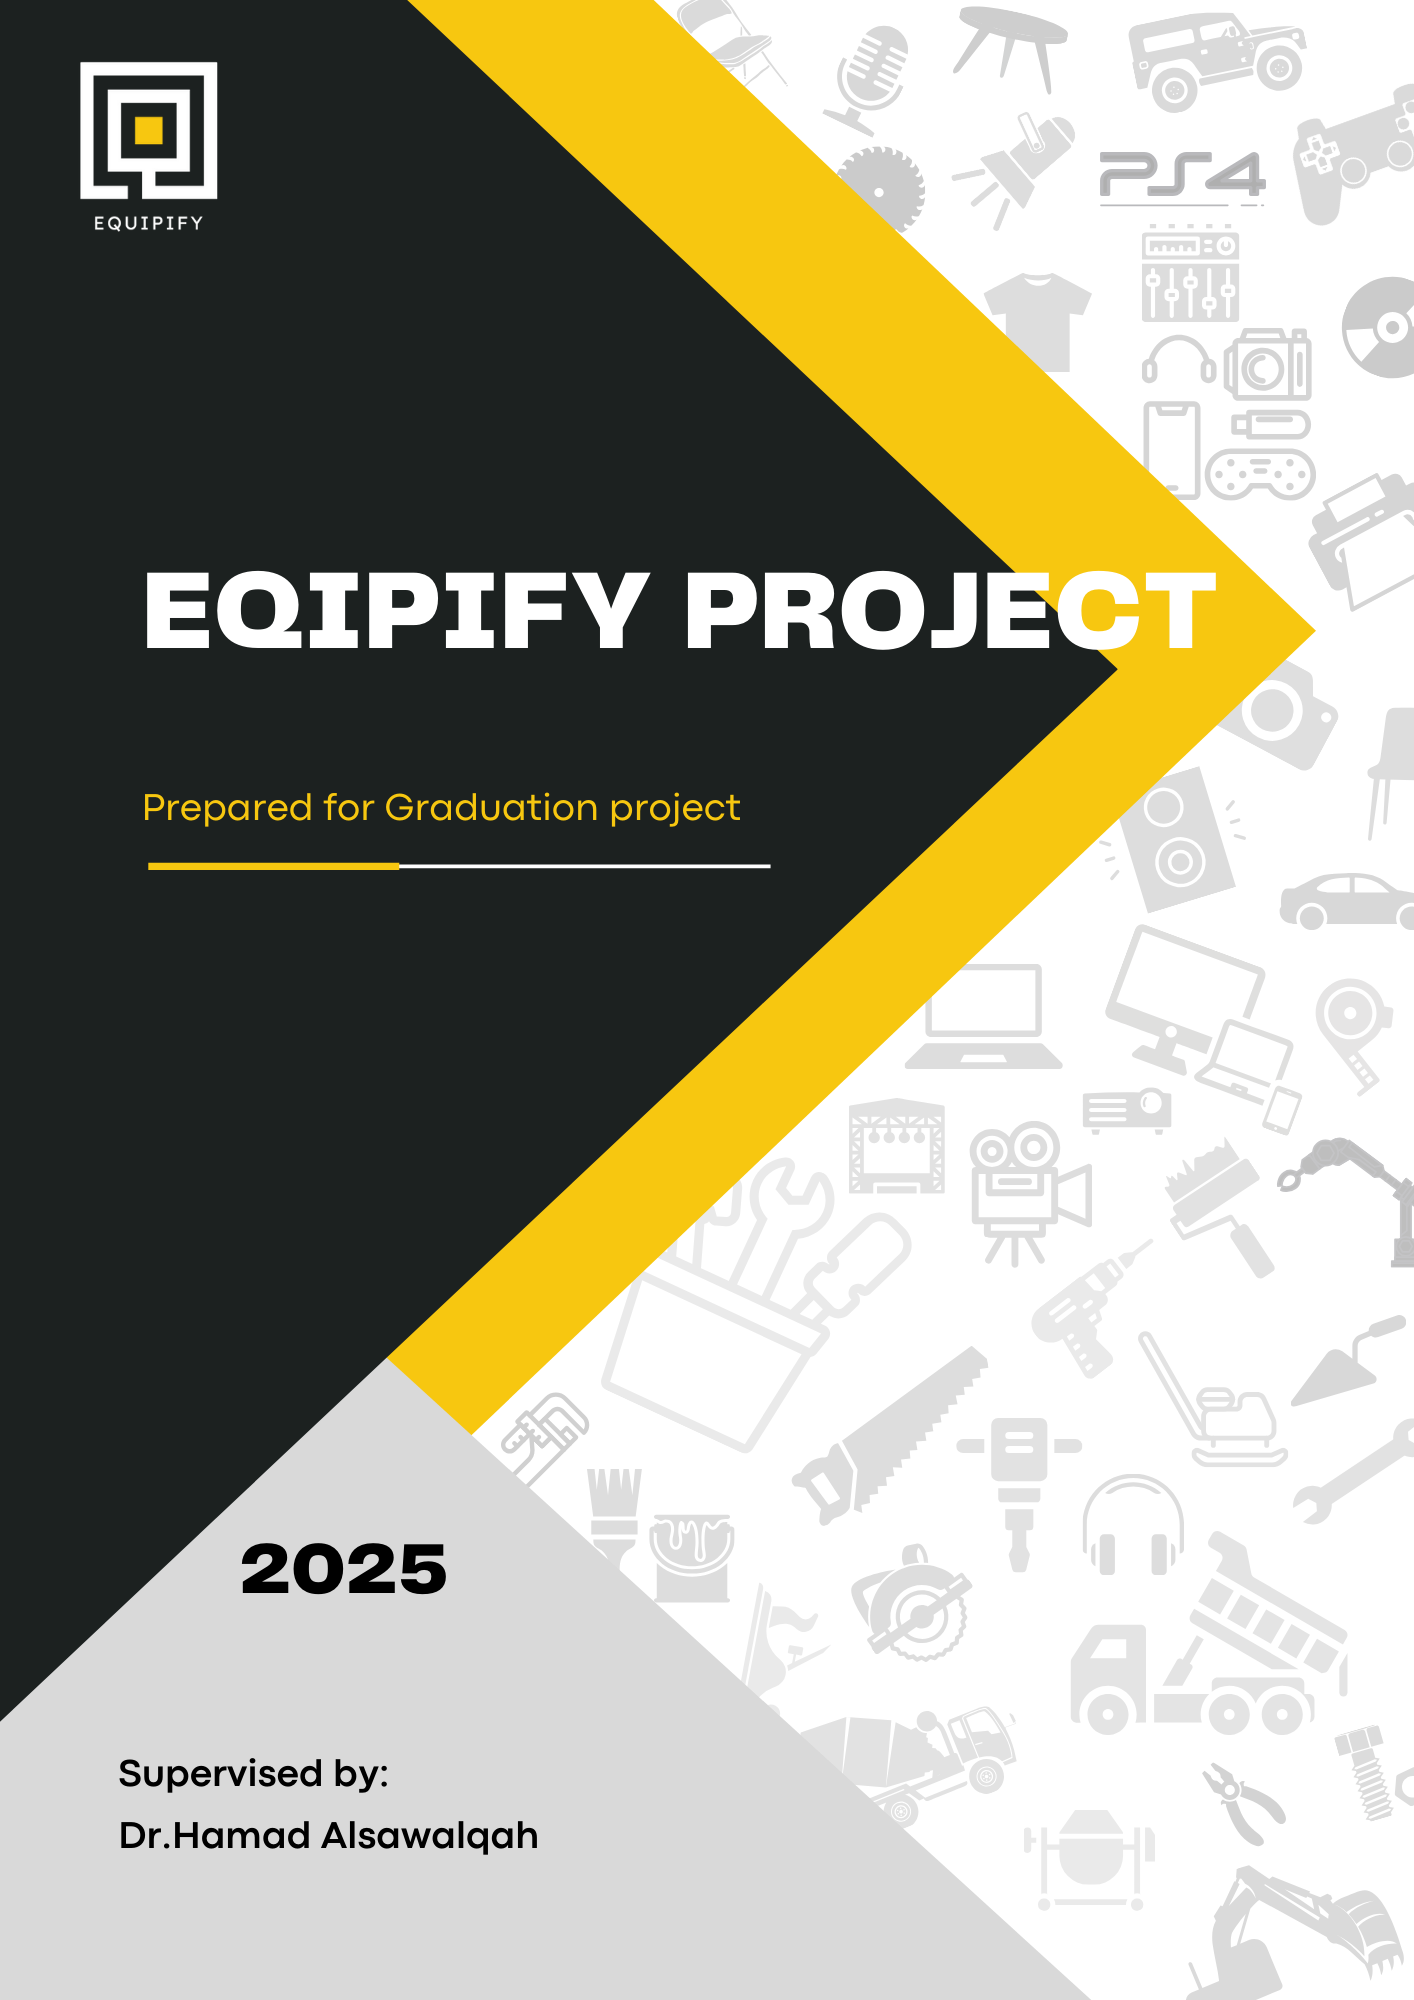 EQUIPIFY
PS4
EQIPIFY PROJECT
Prepared for Graduation project
2025
Supervised by:
Dr.Hamad Alsawalqah